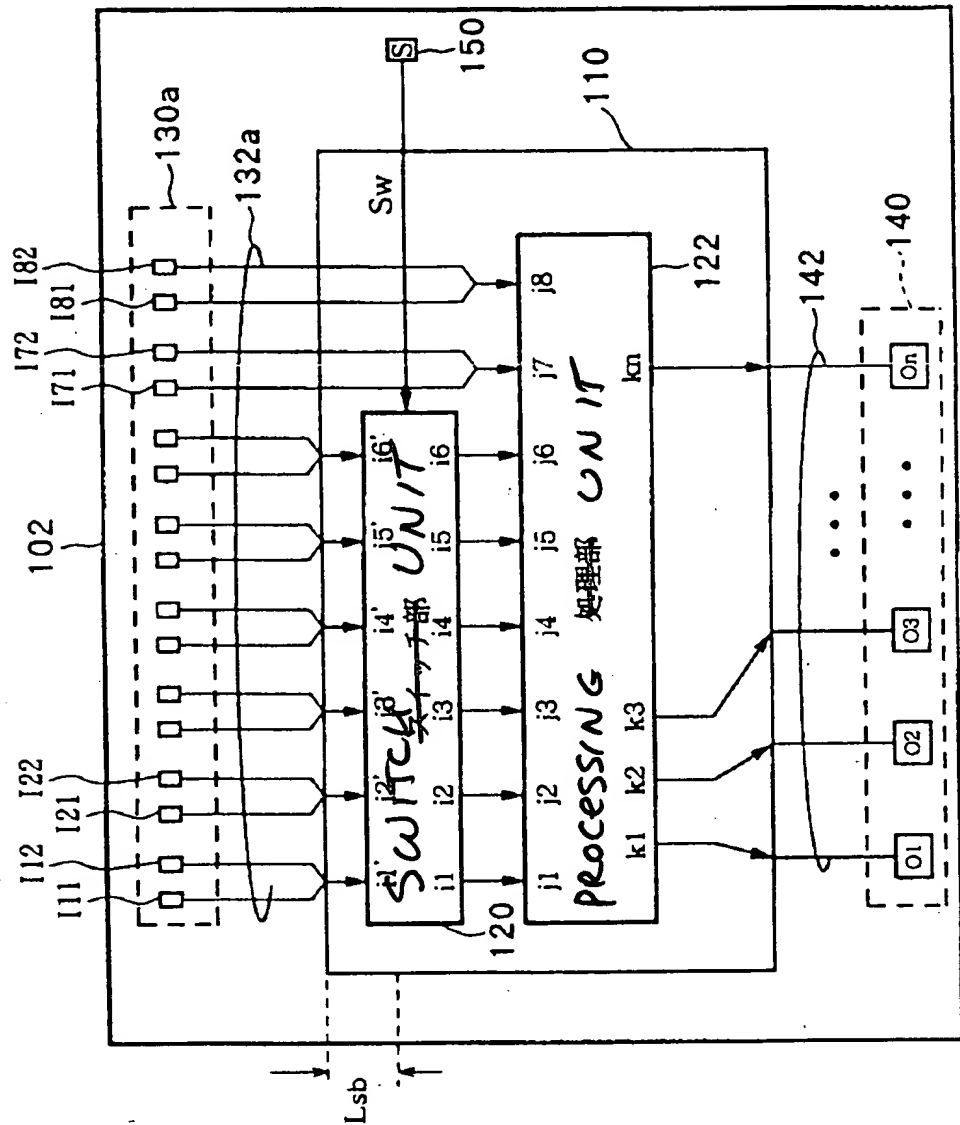 102
I11
I12
I21
I22
I71
I72
I81
I82
130a
132a
Sw
S
150
110
i1'
i2'
i3'
i4'
i5'
i6'
SWITCH UNIT
スイッチ部
i1
i2
i3
i4
i5
i6
120
Lsb
j1
j2
j3
j4
j5
j6
j7
j8
PROCESSING UNIT
処理部
122
k1
k2
k3
kn
142
• • •
140
O1
O2
O3
• • •
On